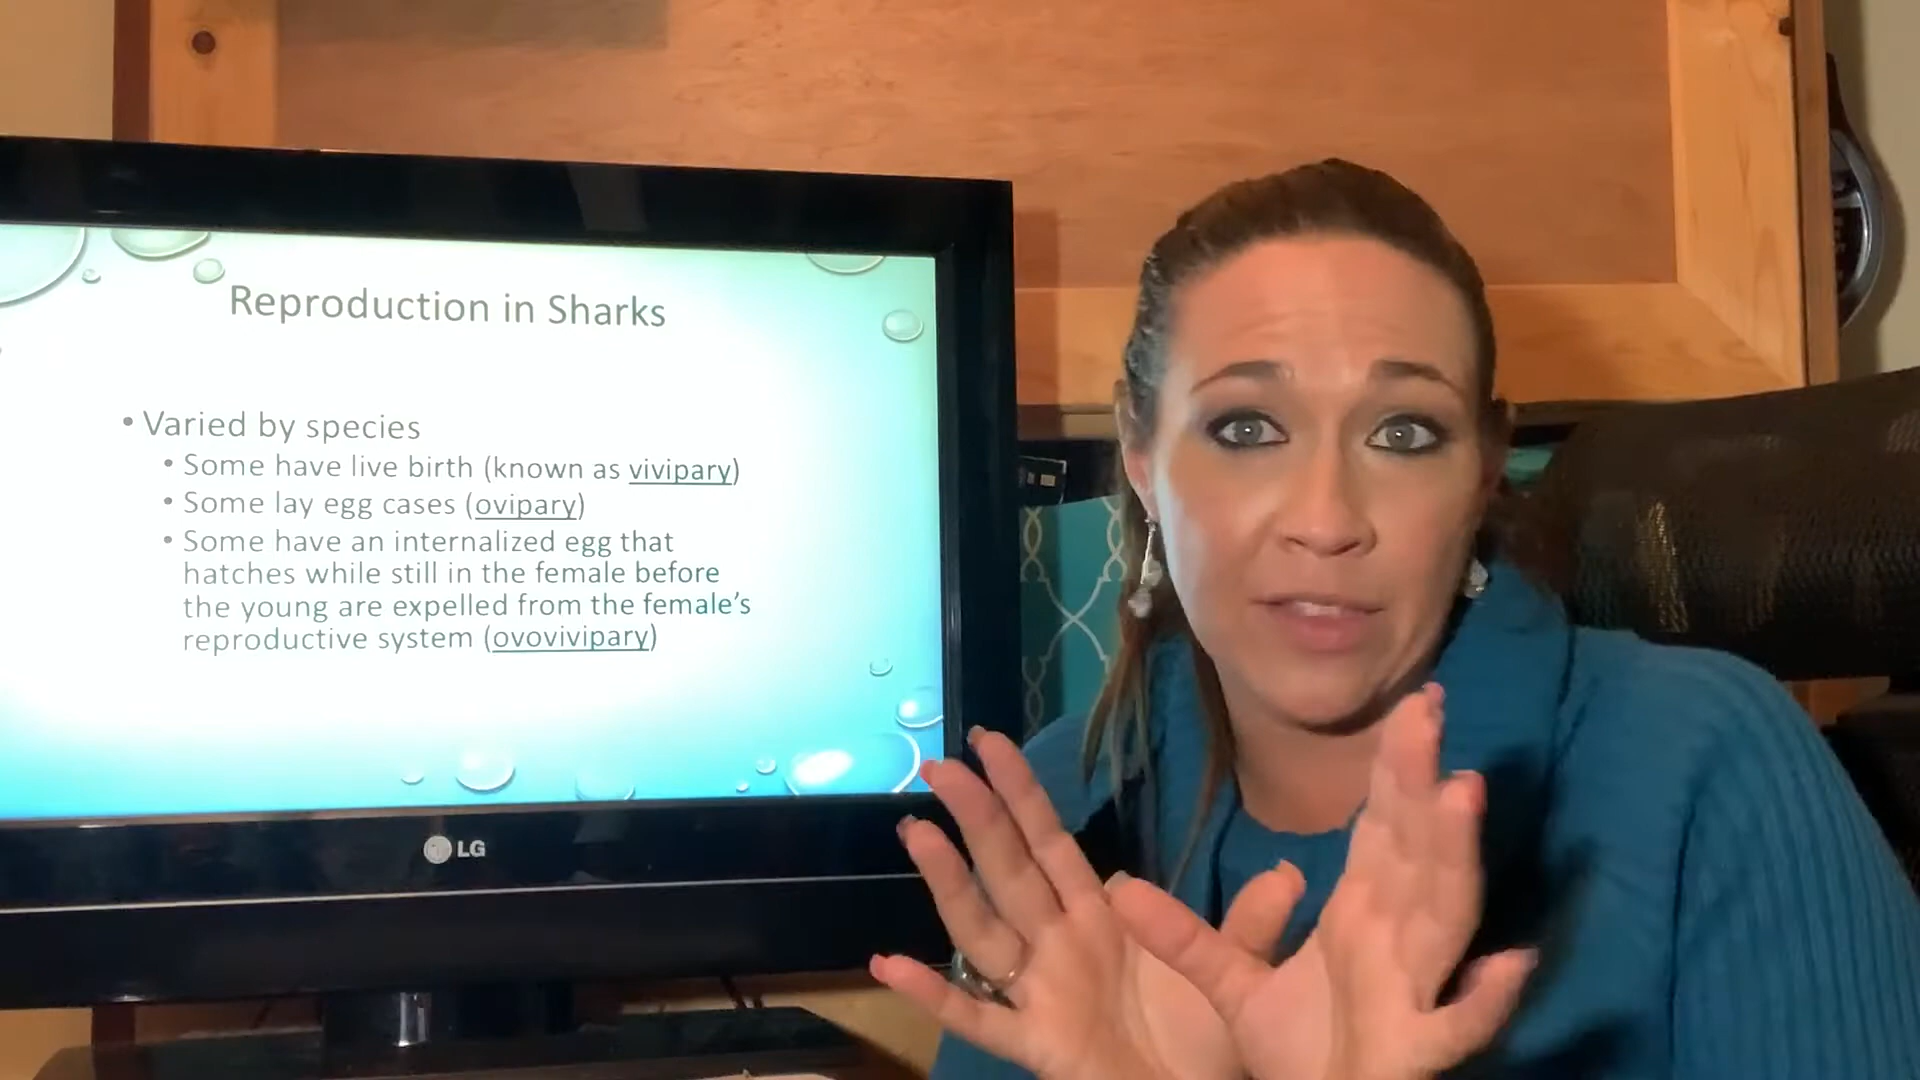 Reproduction in Sharks
• Varied by species
• Some have live birth (known as vivipary)
• Some lay egg cases (ovipary)
• Some have an internalized egg that
hatches while still in the female before
the young are expelled from the female's
reproductive system (ovovivipary)
LG